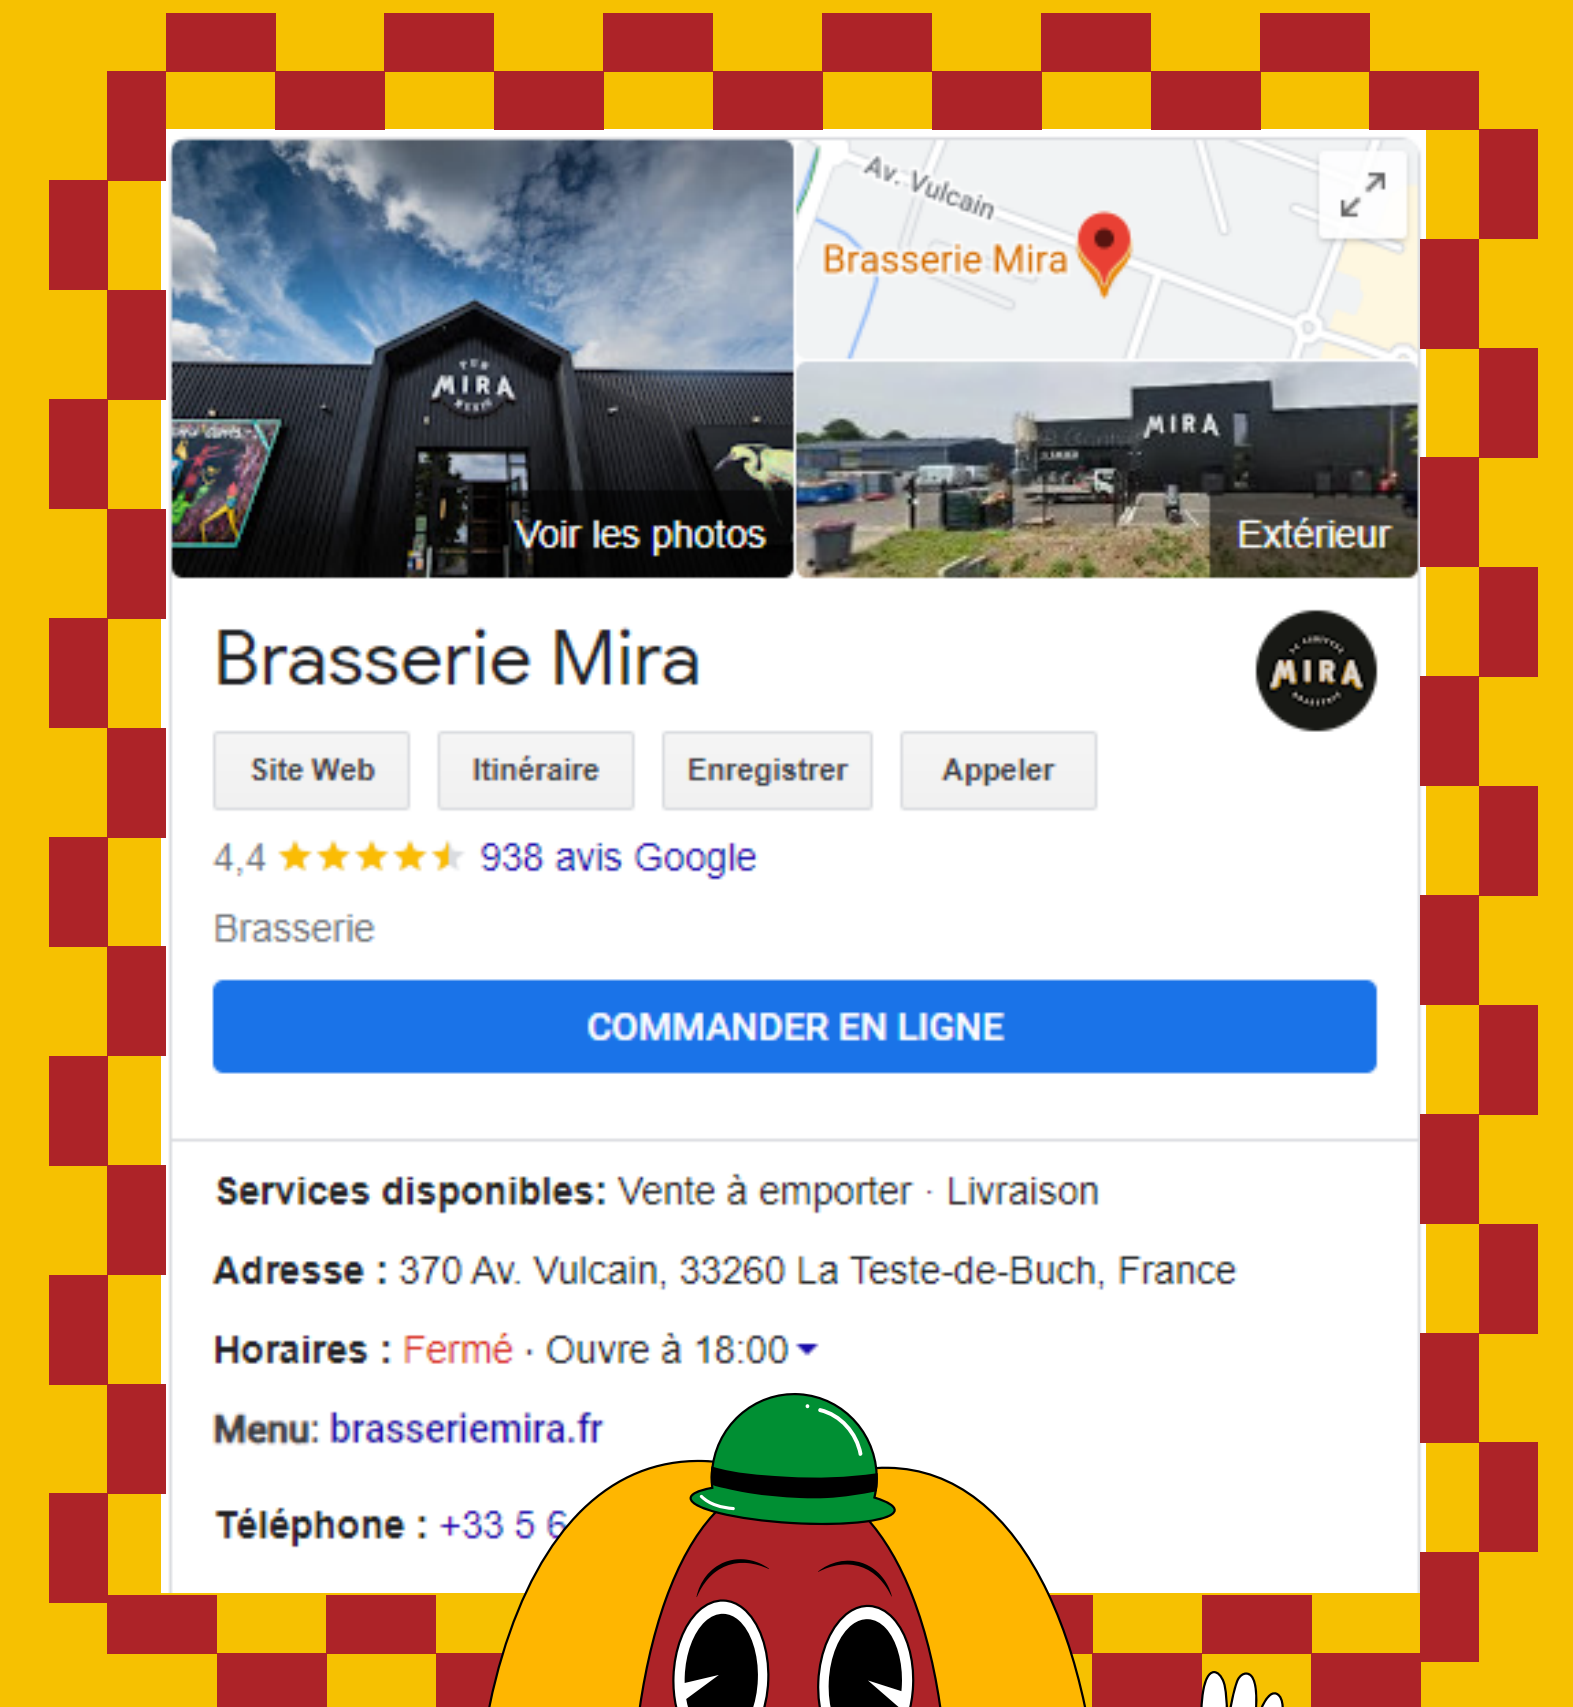 Av. Vulcain
Brasserie Mira
PUB
MIRA
Voir les photos
MIRA
Extérieur
Brasserie Mira
MIRA
Site Web
Itinéraire
Enregistrer
Appeler
4,4 938 avis Google
Brasserie
COMMANDER EN LIGNE
Services disponibles: Vente à emporter · Livraison
Adresse : 370 Av. Vulcain, 33260 La Teste-de-Buch, France
Horaires : Fermé · Ouvre à 18:00
Menu: brasseriemira.fr
Téléphone : +33 5 6